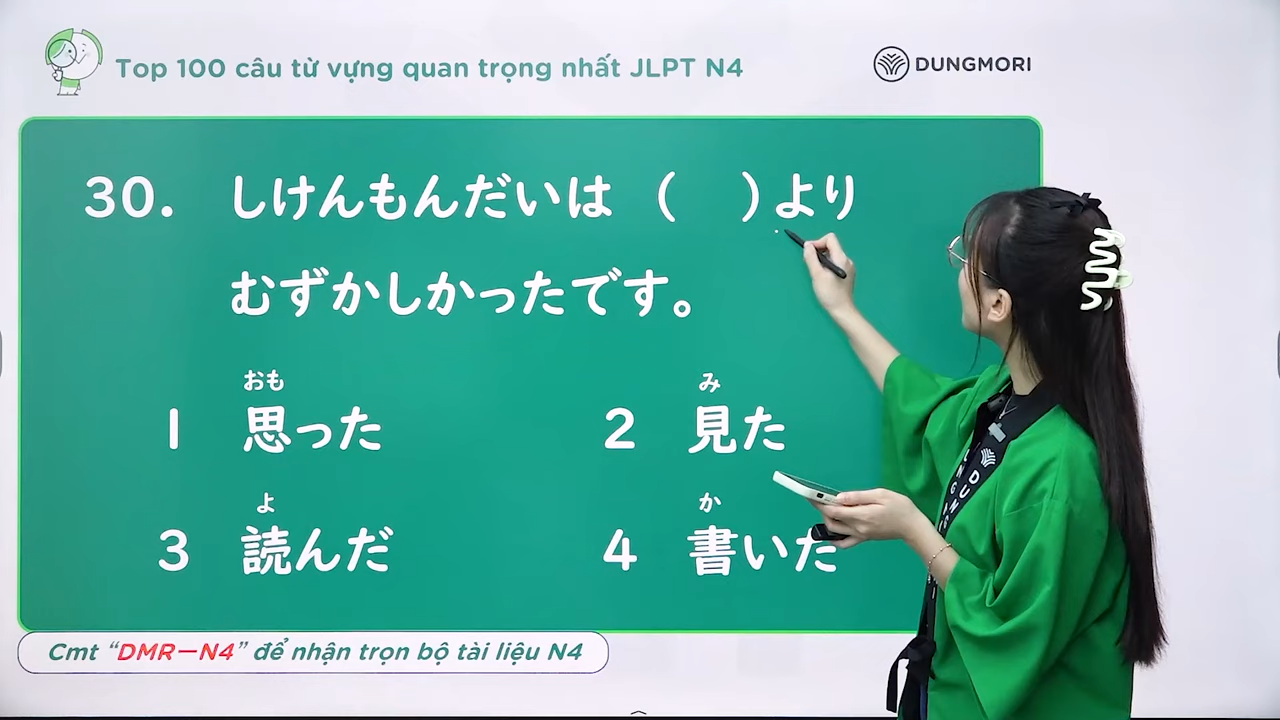 Top 100 câu từ vựng quan trọng nhất JLPT N4
DUNGMORI
30. しけんもんだいは ( )より
むずかしかったです。
おも
1 思った
み
2 見た
よ
3 読んだ
か
4 書いた
Cmt “DMR－N4” để nhận trọn bộ tài liệu N4